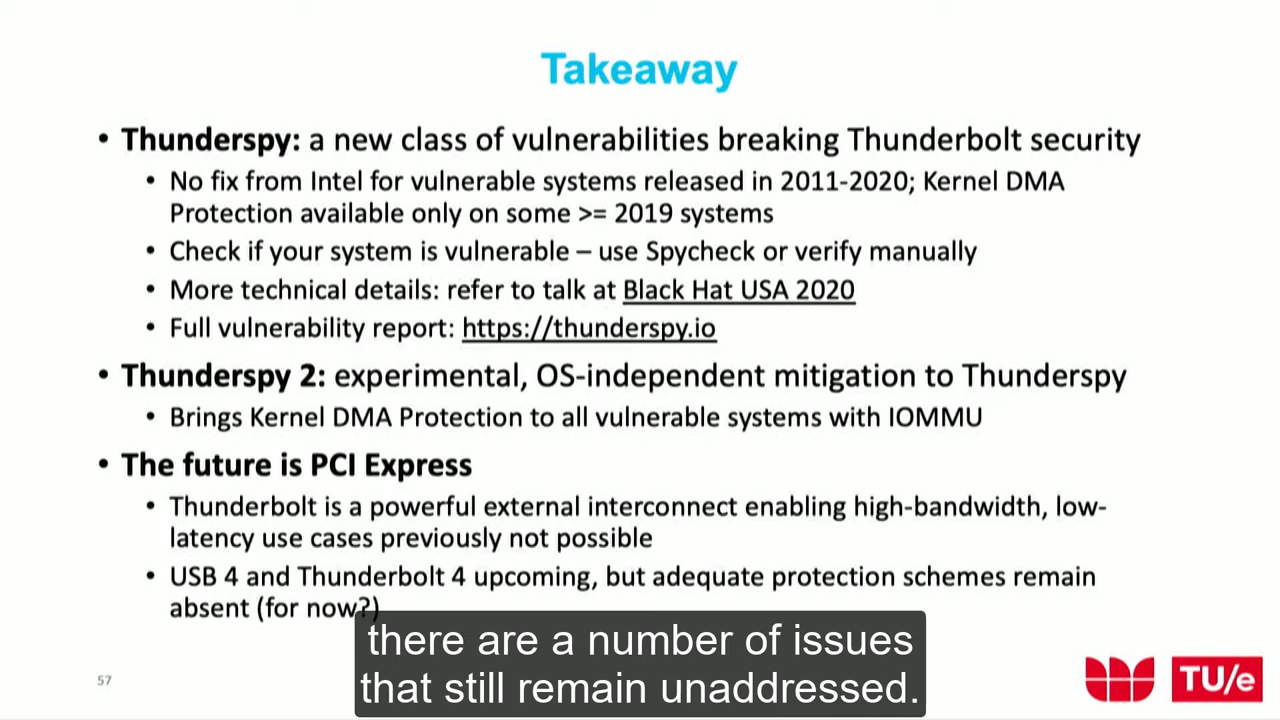 Takeaway
• Thunderspy: a new class of vulnerabilities breaking Thunderbolt security
• No fix from Intel for vulnerable systems released in 2011-2020; Kernel DMA
Protection available only on some >= 2019 systems
• Check if your system is vulnerable – use Spycheck or verify manually
• More technical details: refer to talk at Black Hat USA 2020
• Full vulnerability report: https://thunderspy.io
• Thunderspy 2: experimental, OS-independent mitigation to Thunderspy
• Brings Kernel DMA Protection to all vulnerable systems with IOMMU
• The future is PCI Express
• Thunderbolt is a powerful external interconnect enabling high-bandwidth, low-
latency use cases previously not possible
• USB 4 and Thunderbolt 4 upcoming, but adequate protection schemes remain
absent (for now?)
there are a number of issues
that still remain unaddressed.
57
TU/e